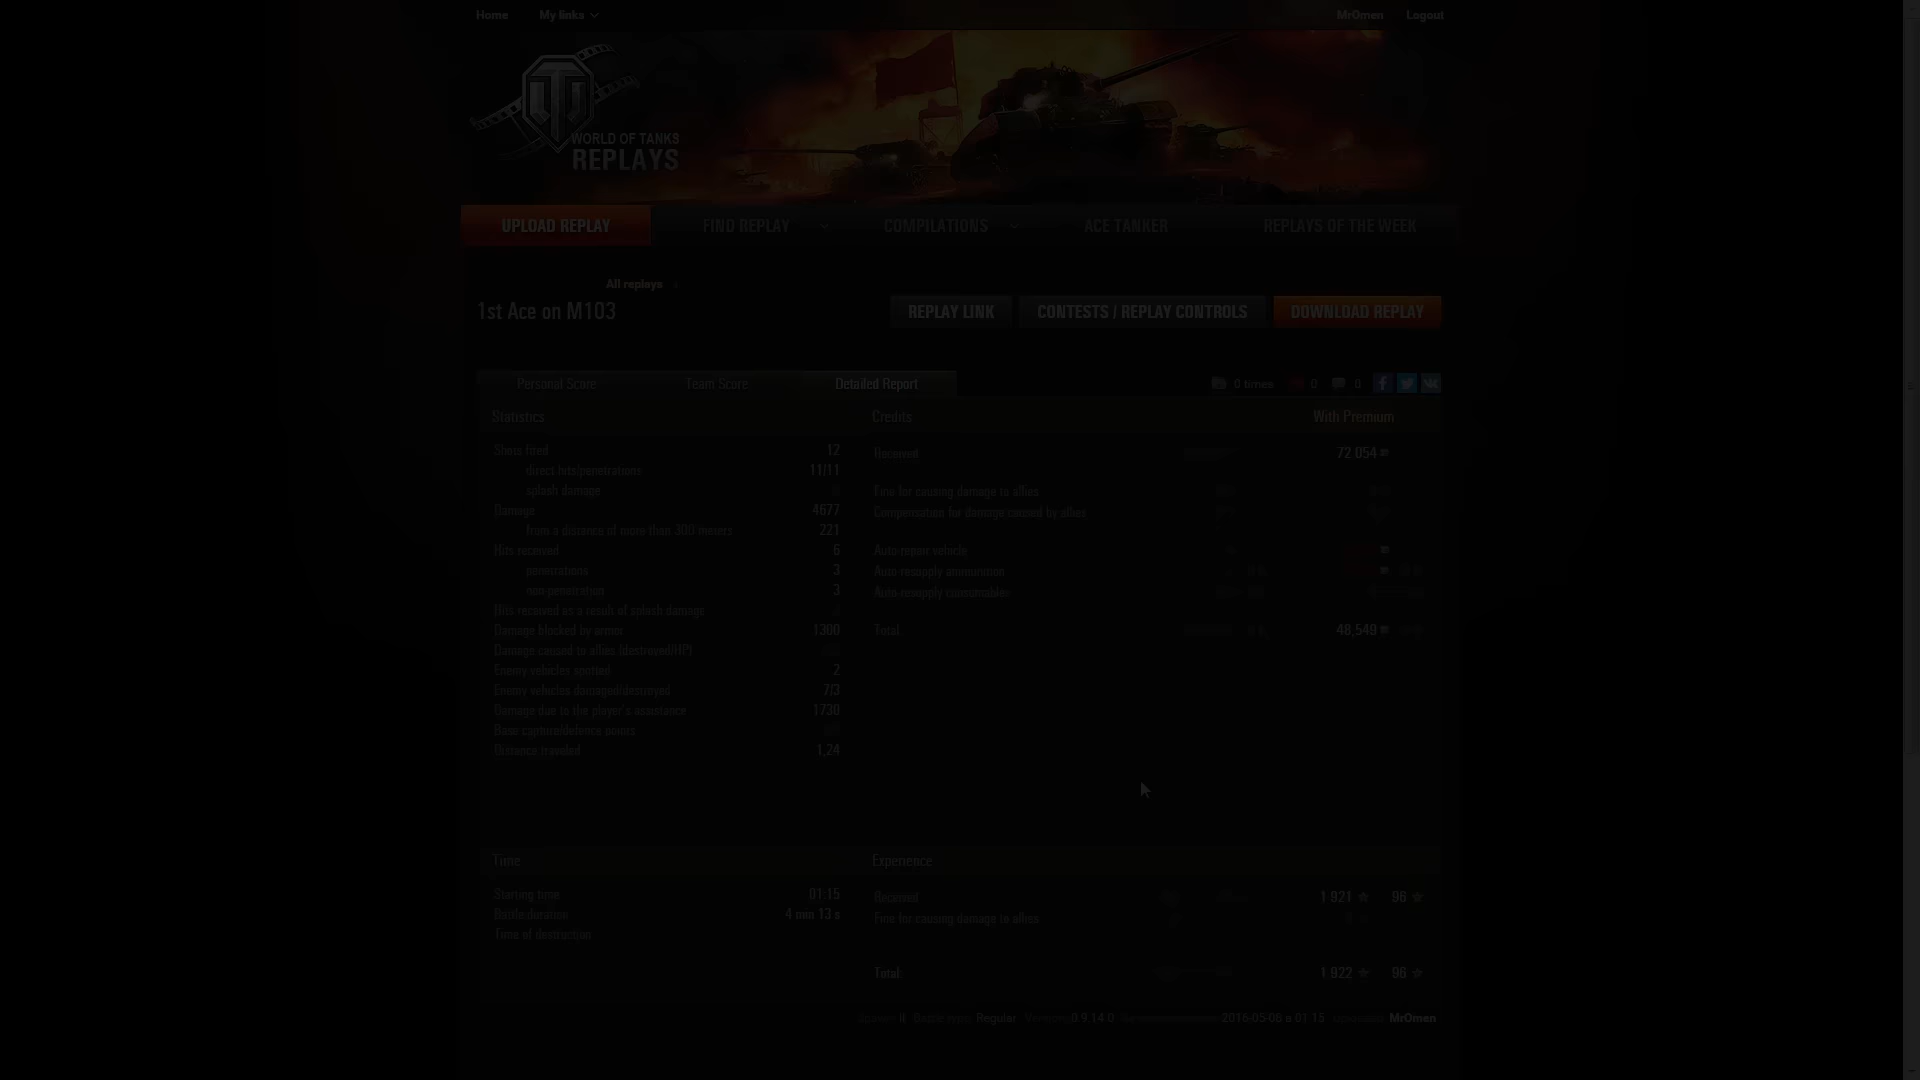 Home My links MrOmen Logout
WORLD OF TANKS
REPLAYS
UPLOAD REPLAY FIND REPLAY COMPILATIONS ACE TANKER REPLAYS OF THE WEEK
All replays
1st Ace on M103 REPLAY LINK CONTESTS / REPLAY CONTROLS DOWNLOAD REPLAY
Personal Score Team Score Detailed Report 0 times 0 0
Statistics Credits With Premium
Shots fired 12 Received 72 054
direct hits/penetrations 11/11
splash damage Fine for causing damage to allies
Damage 4677 Compensation for damage caused by allies
from a distance of more than 300 meters 221
Hits received 6 Auto repair vehicle
penetrations 3 Auto resupply ammunition
non-penetration 3 Auto resupply consumables
Hits received as a result of splash damage
Damage blocked by armor 1300 Total: 48,549
Damage caused to allies (destroyed/HP)
Enemy vehicles spotted 2
Enemy vehicles damaged/destroyed 7/3
Damage due to the player's assistance 1730
Base capture/defence points
Distance traveled 1,24
Time Experience
Starting time 01:15 Received 1 921 96
Battle duration 4 min 13 s Fine for causing damage to allies
Time of destruction
Total: 1 922 96
II Battle type: Regular Version: 0.9.14.0 2016-05-06 в 01:15 MrOmen